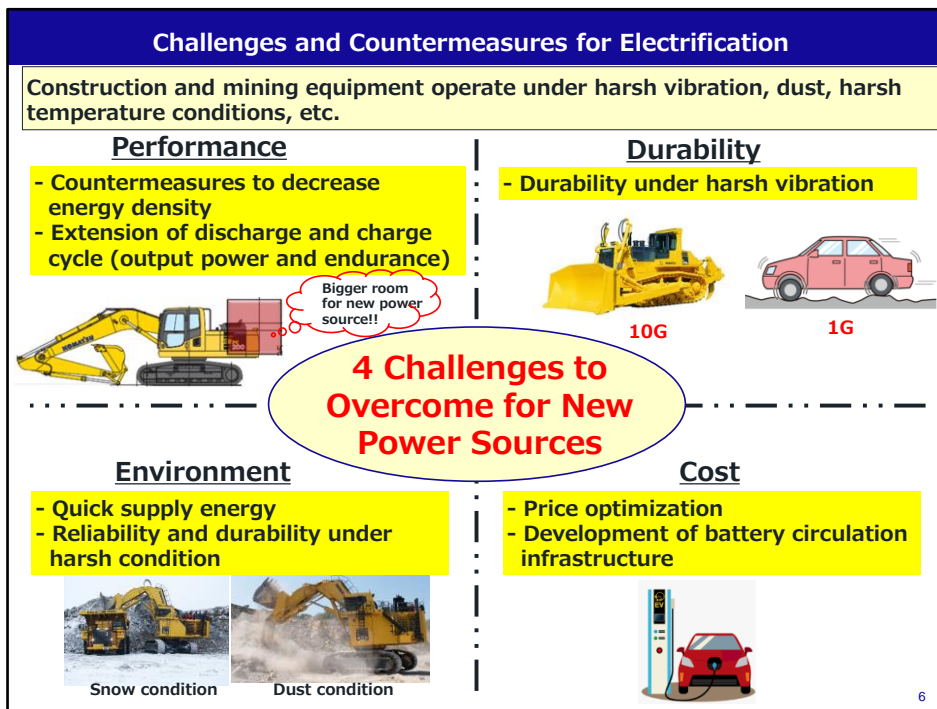 Challenges and Countermeasures for Electrification
Construction and mining equipment operate under harsh vibration, dust, harsh
temperature conditions, etc.
Performance
- Countermeasures to decrease
energy density
- Extension of discharge and charge
cycle (output power and endurance)
Bigger room
for new power
source!!
KOMATSU
PC
200
Durability
- Durability under harsh vibration
10G
1G
4 Challenges to
Overcome for New
Power Sources
Environment
- Quick supply energy
- Reliability and durability under
harsh condition
Snow condition
Dust condition
Cost
- Price optimization
- Development of battery circulation
infrastructure
EV
6